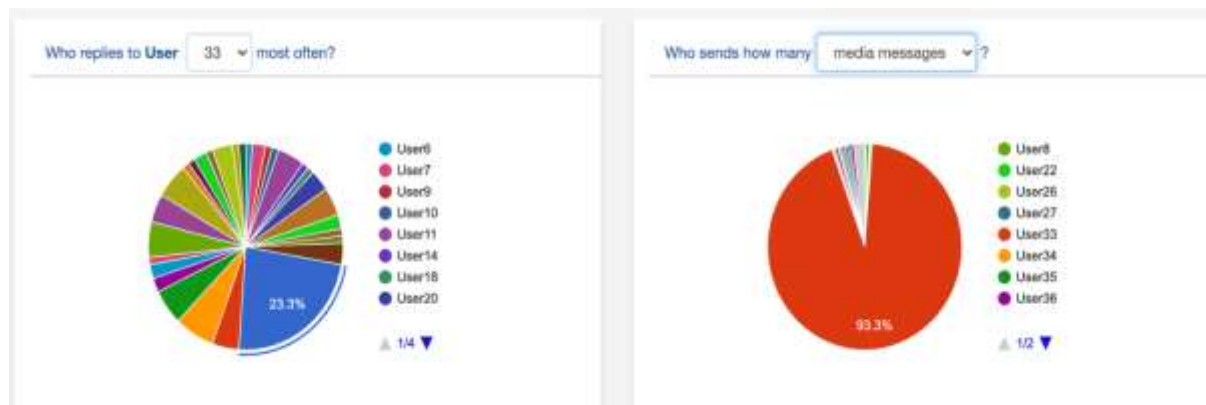 Who replies to User 33 most often?
User6
User7
User9
User10
User11
User14
User18
User20
23.3%
1/4
Who sends how many media messages ?
User8
User22
User26
User27
User33
User34
User35
User36
93.3%
1/2